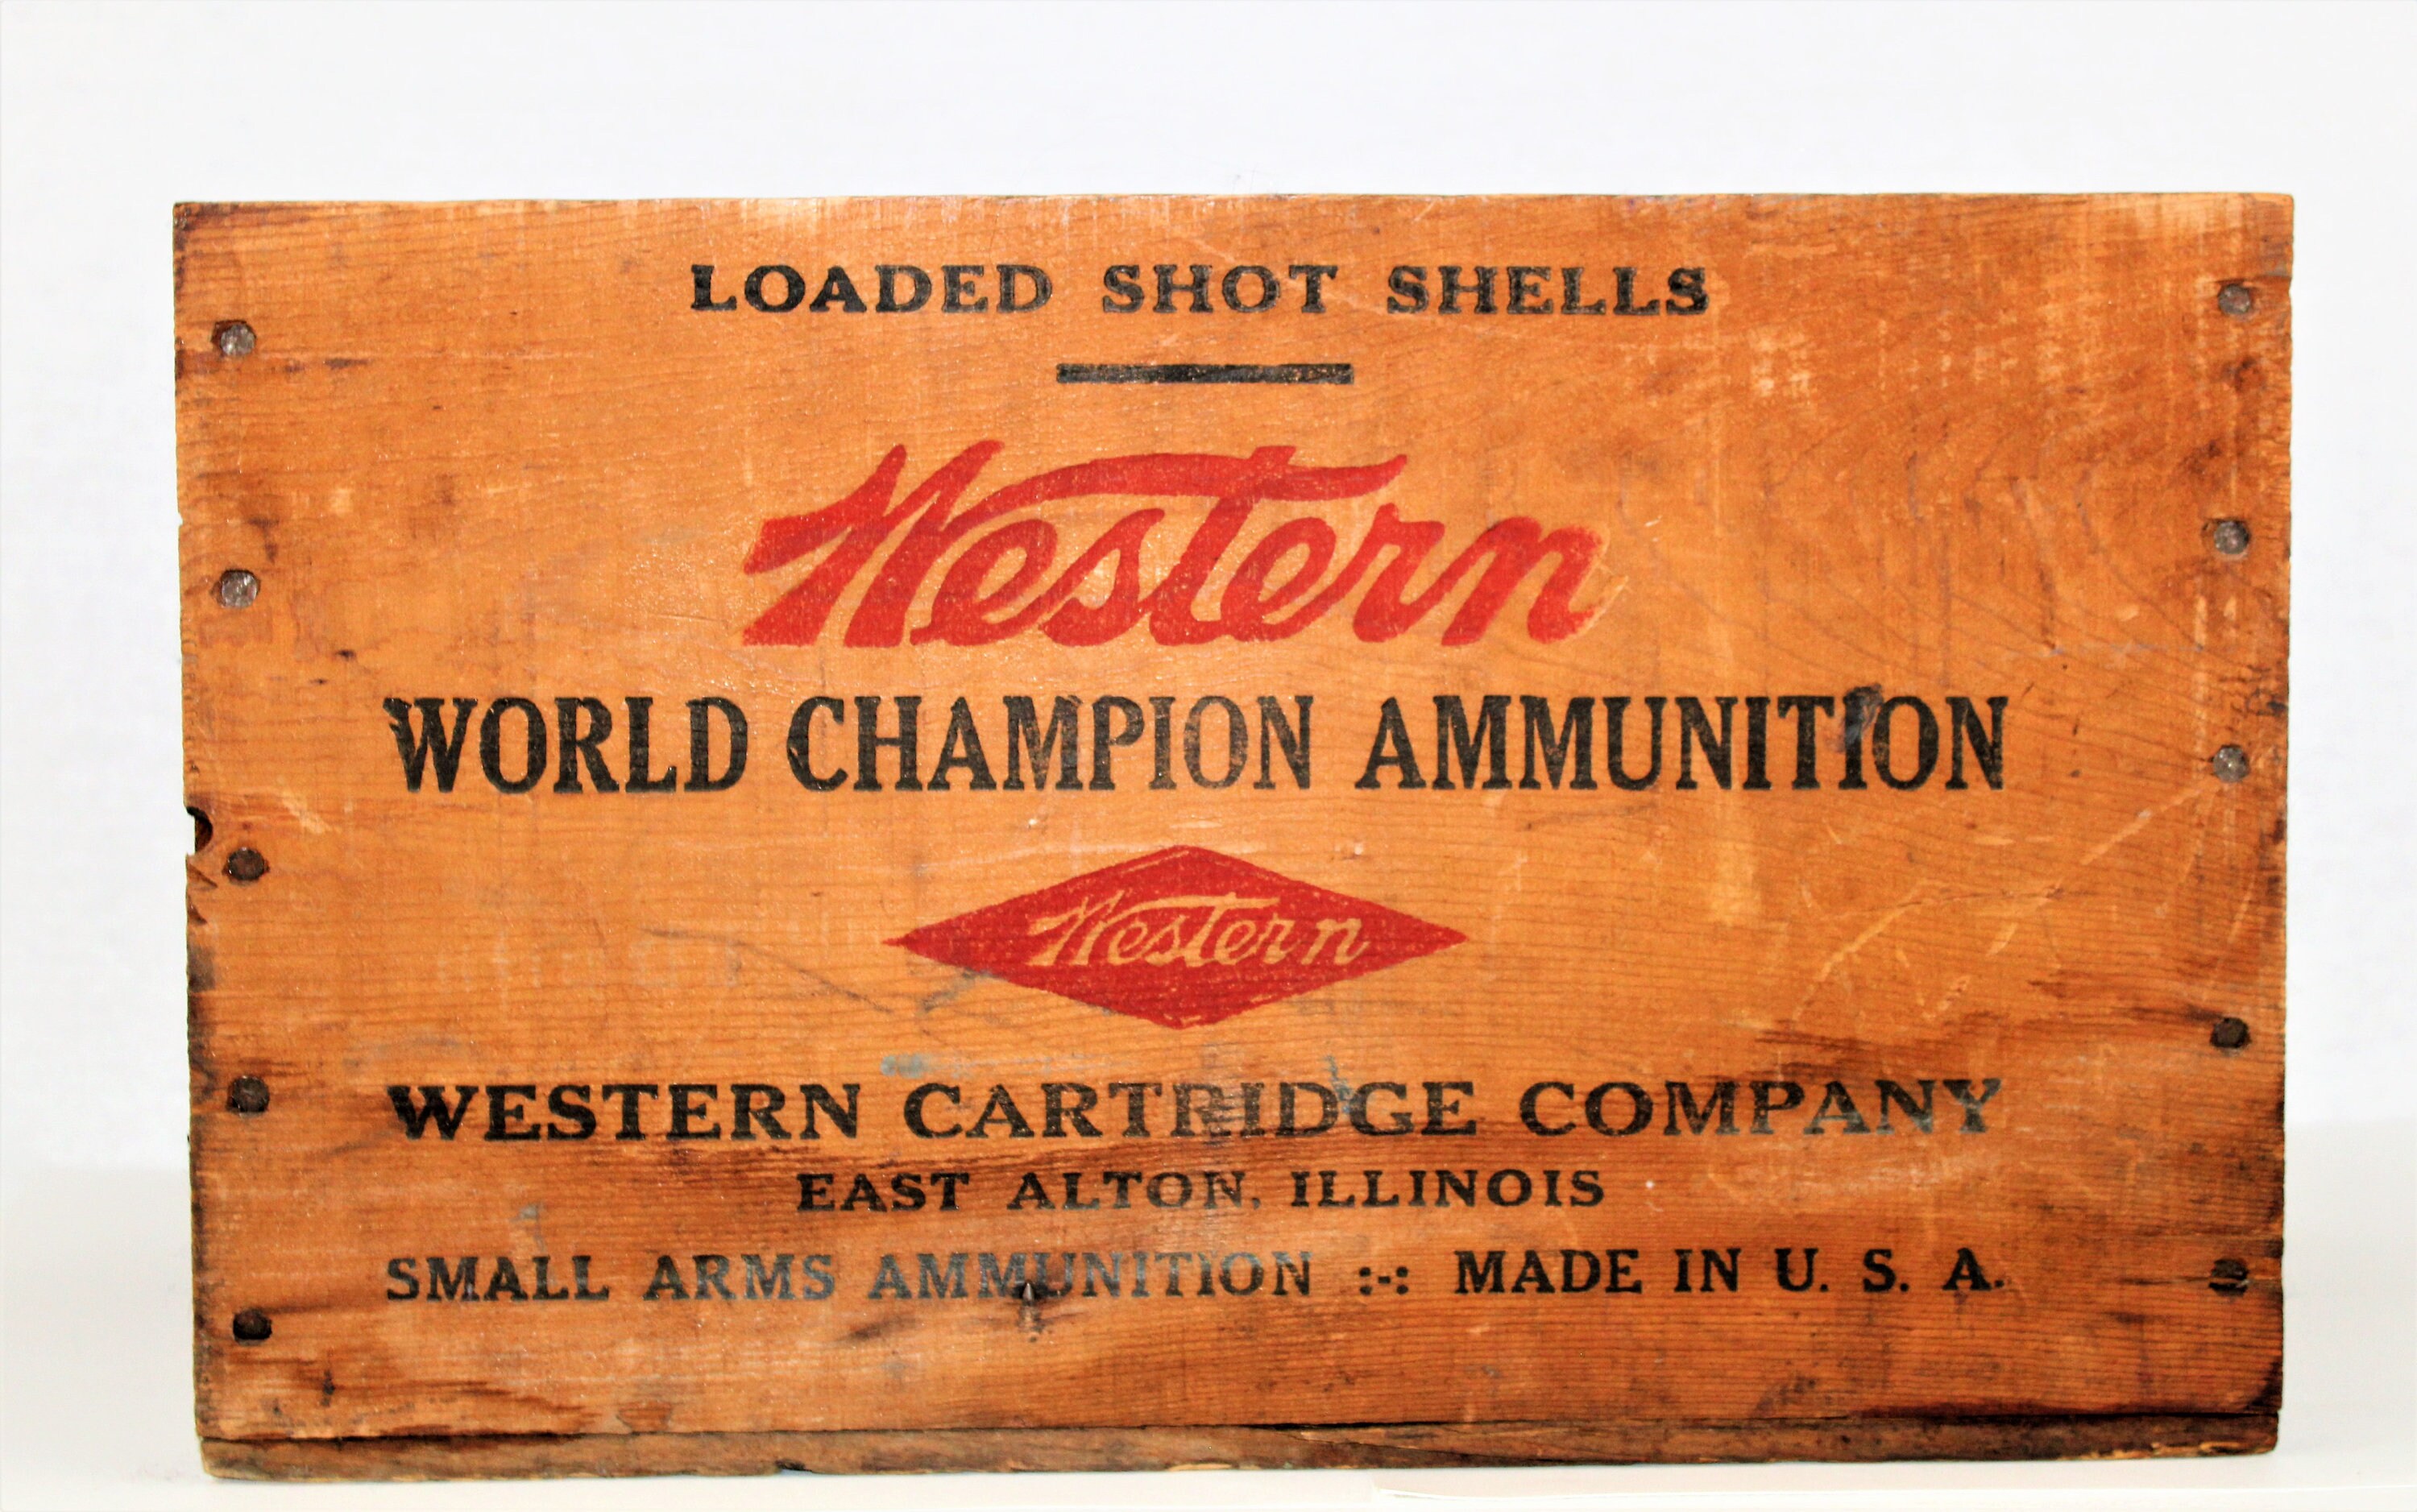 LOADED SHOT SHELLS
Western
WORLD CHAMPION AMMUNITION
Western
WESTERN CARTRIDGE COMPANY
EAST ALTON, ILLINOIS
SMALL ARMS AMMUNITION :-: MADE IN U. S. A.